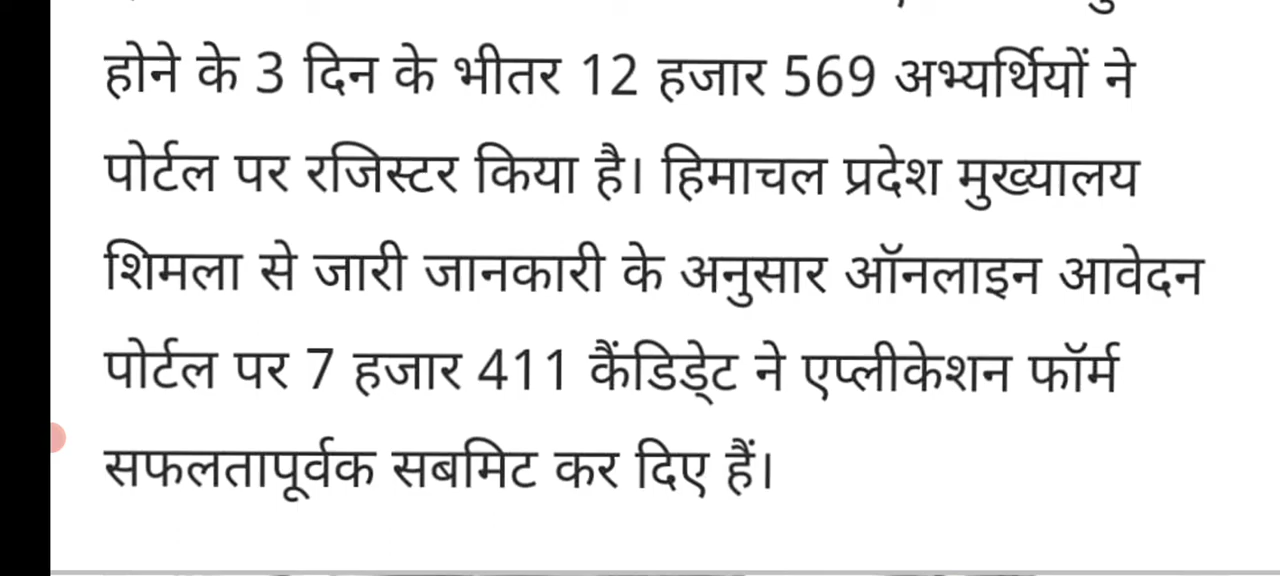 होने के 3 दिन के भीतर 12 हजार 569 अभ्यर्थियों ने
पोर्टल पर रजिस्टर किया है। हिमाचल प्रदेश मुख्यालय
शिमला से जारी जानकारी के अनुसार ऑनलाइन आवेदन
पोर्टल पर 7 हजार 411 कैंडिडे्ट ने एप्लीकेशन फॉर्म
सफलतापूर्वक सबमिट कर दिए हैं।